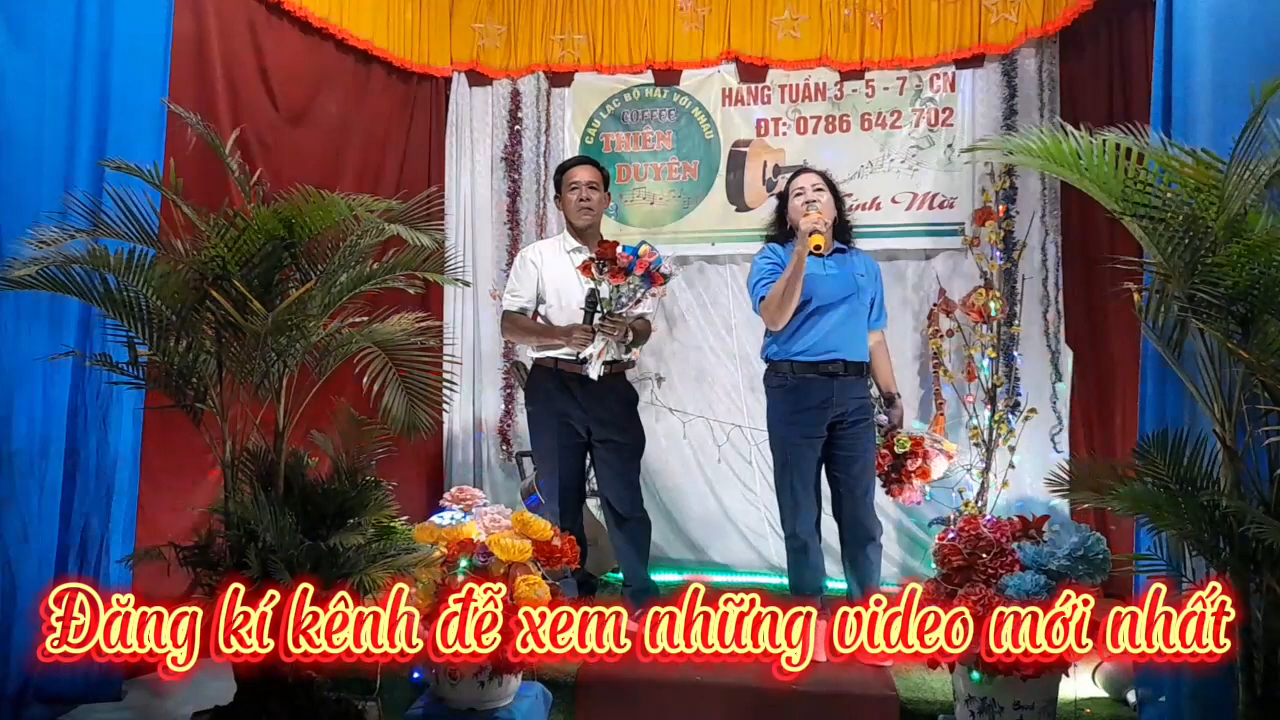 CÂU LẠC BỘ HÁT VỚI NHAU
COFFEE
THIÊN
DUYÊN
HÀNG TUẦN 3 - 5 - 7 - CN
ĐT: 0786 642 702
Mời
Đăng kí kênh đễ xem những video mới nhất